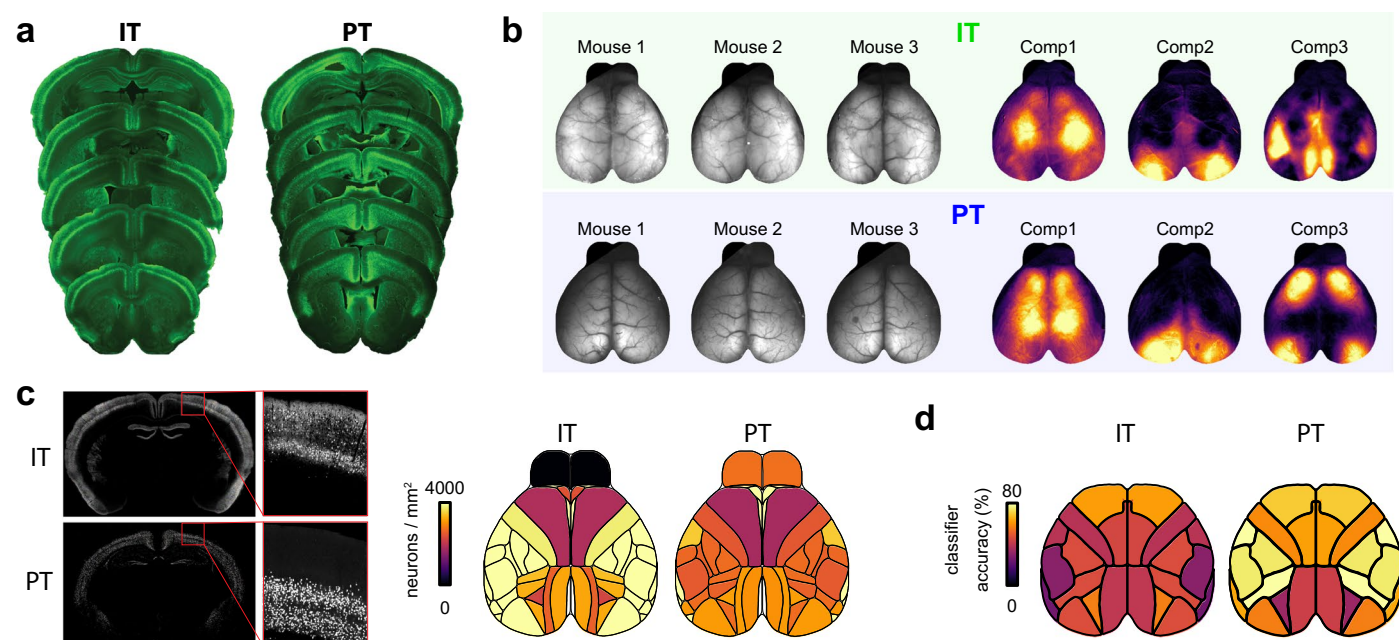 a
IT
PT
b
IT
Mouse 1
Mouse 2
Mouse 3
Comp1
Comp2
Comp3
PT
Mouse 1
Mouse 2
Mouse 3
Comp1
Comp2
Comp3
c
IT
PT
IT
PT
4000
neurons / mm²
0
d
IT
PT
80
classifier
accuracy (%)
0